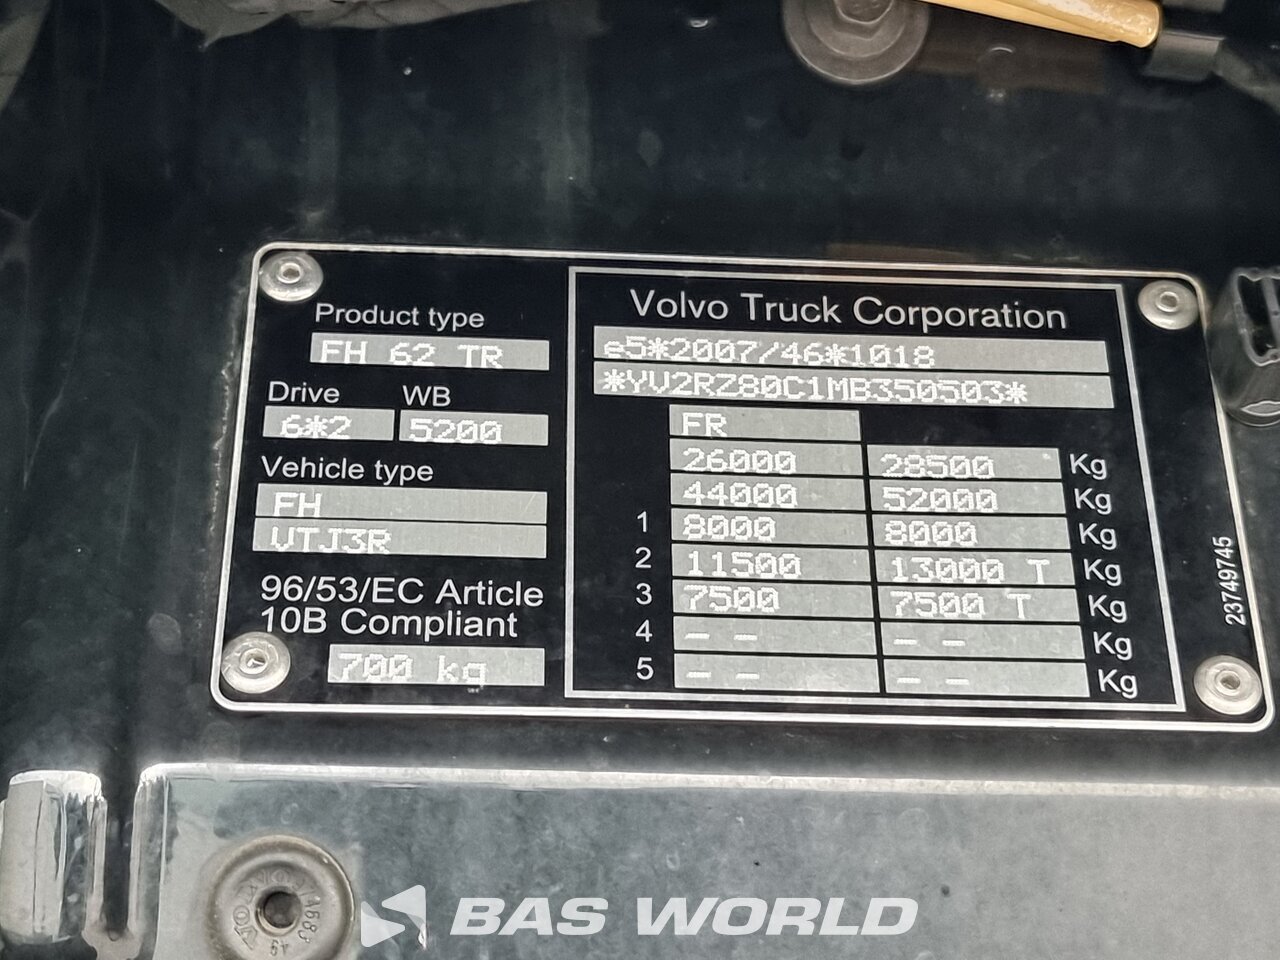 Product type
FH 62 TR
Drive WB
6*2 5200
Vehicle type
FH
VTJ3R
96/53/EC Article
10B Compliant
700 kg
Volvo Truck Corporation
e5*2007/46*1018
*YV2RZ80C1MB350503*
FR
26000 28500 Kg
44000 52000 Kg
1 8000 8000 Kg
2 11500 13000 T Kg
3 7500 7500 T Kg
4 - - - - Kg
5 - - - - Kg
23749745
BAS WORLD